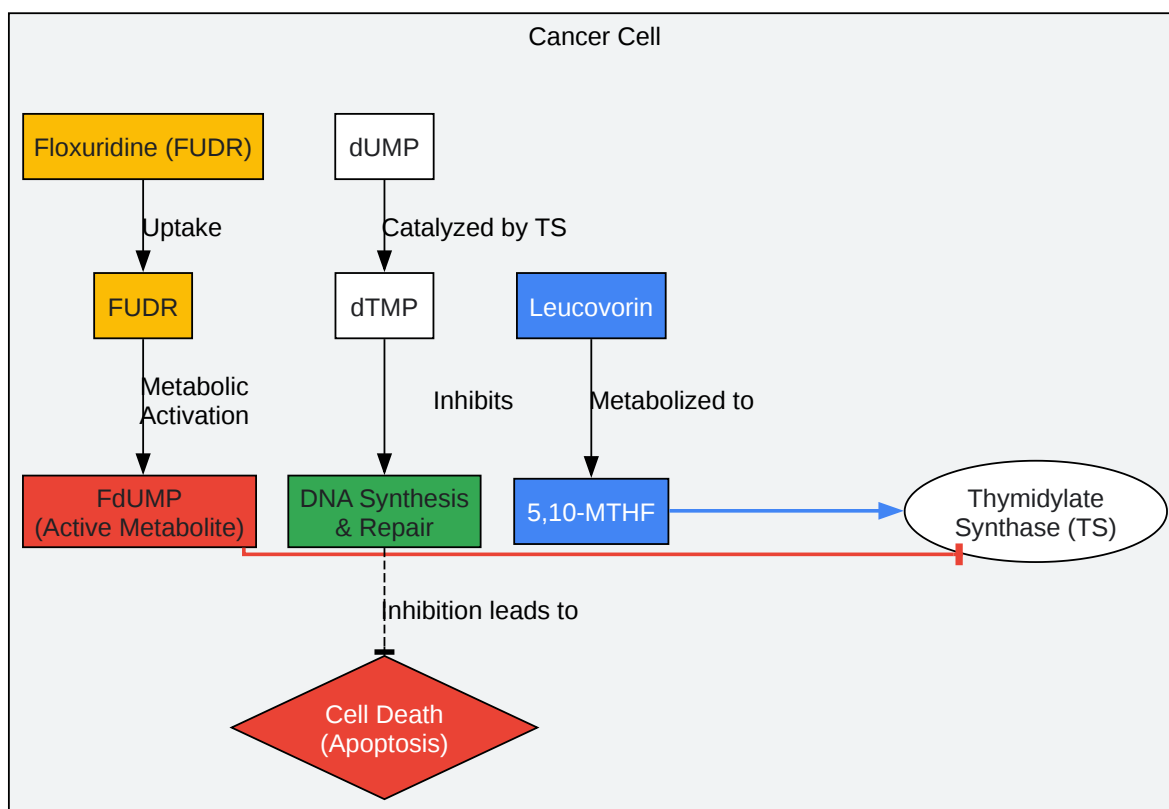 Cancer Cell
Floxuridine (FUDR)
dUMP
Uptake
Catalyzed by TS
FUDR
dTMP
Leucovorin
Metabolic
Activation
Inhibits
Metabolized to
FdUMP
(Active Metabolite)
DNA Synthesis
& Repair
5,10-MTHF
Thymidylate
Synthase (TS)
Inhibition leads to
Cell Death
(Apoptosis)